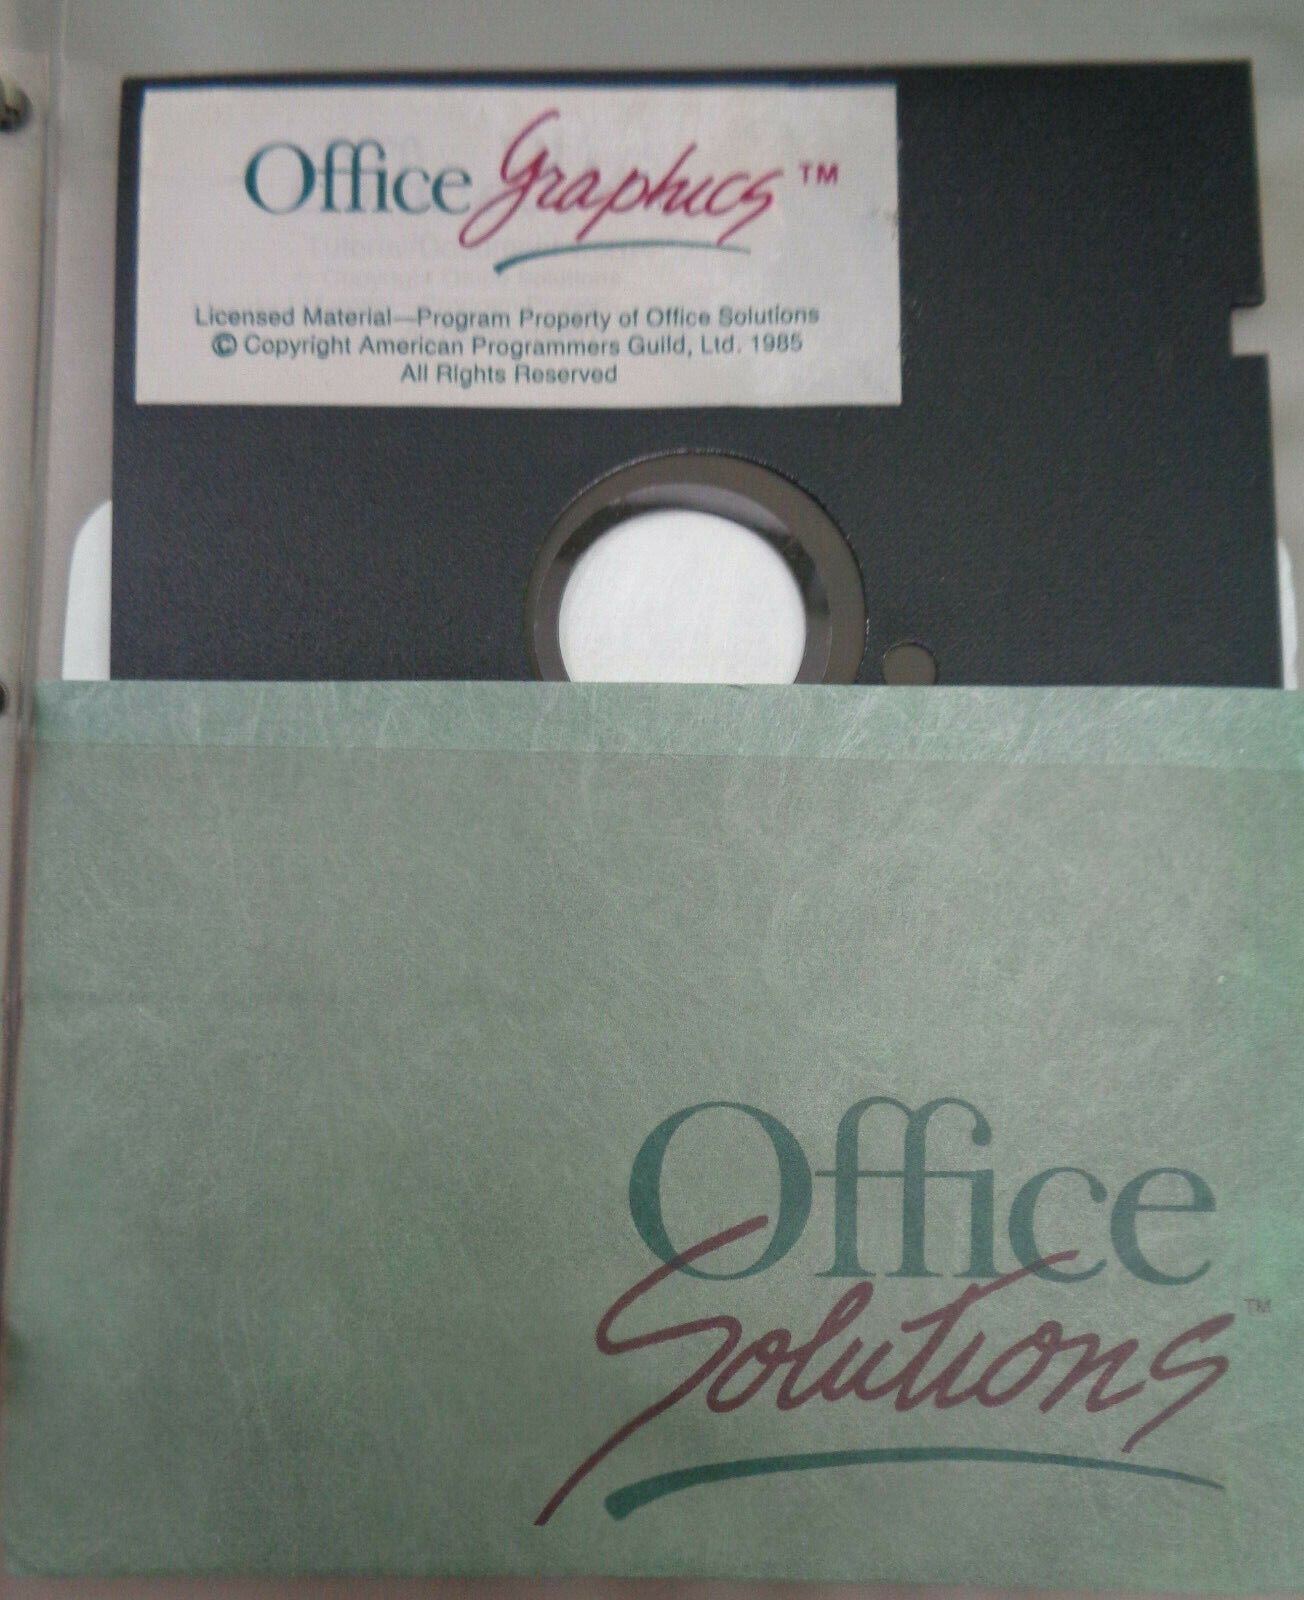 Office Graphics™
Licensed Material—Program Property of Office Solutions
© Copyright American Programmers Guild, Ltd. 1985
All Rights Reserved
Office
Solutions™